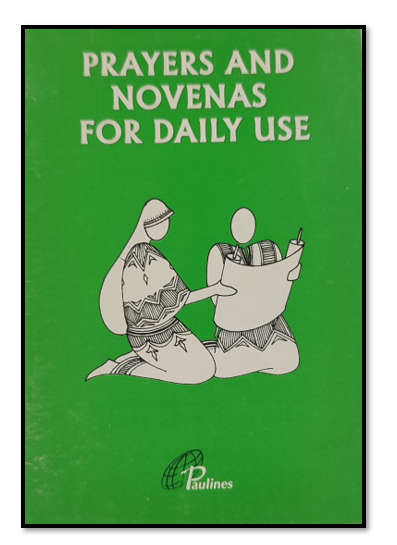 PRAYERS AND
NOVENAS
FOR DAILY USE
Paulines